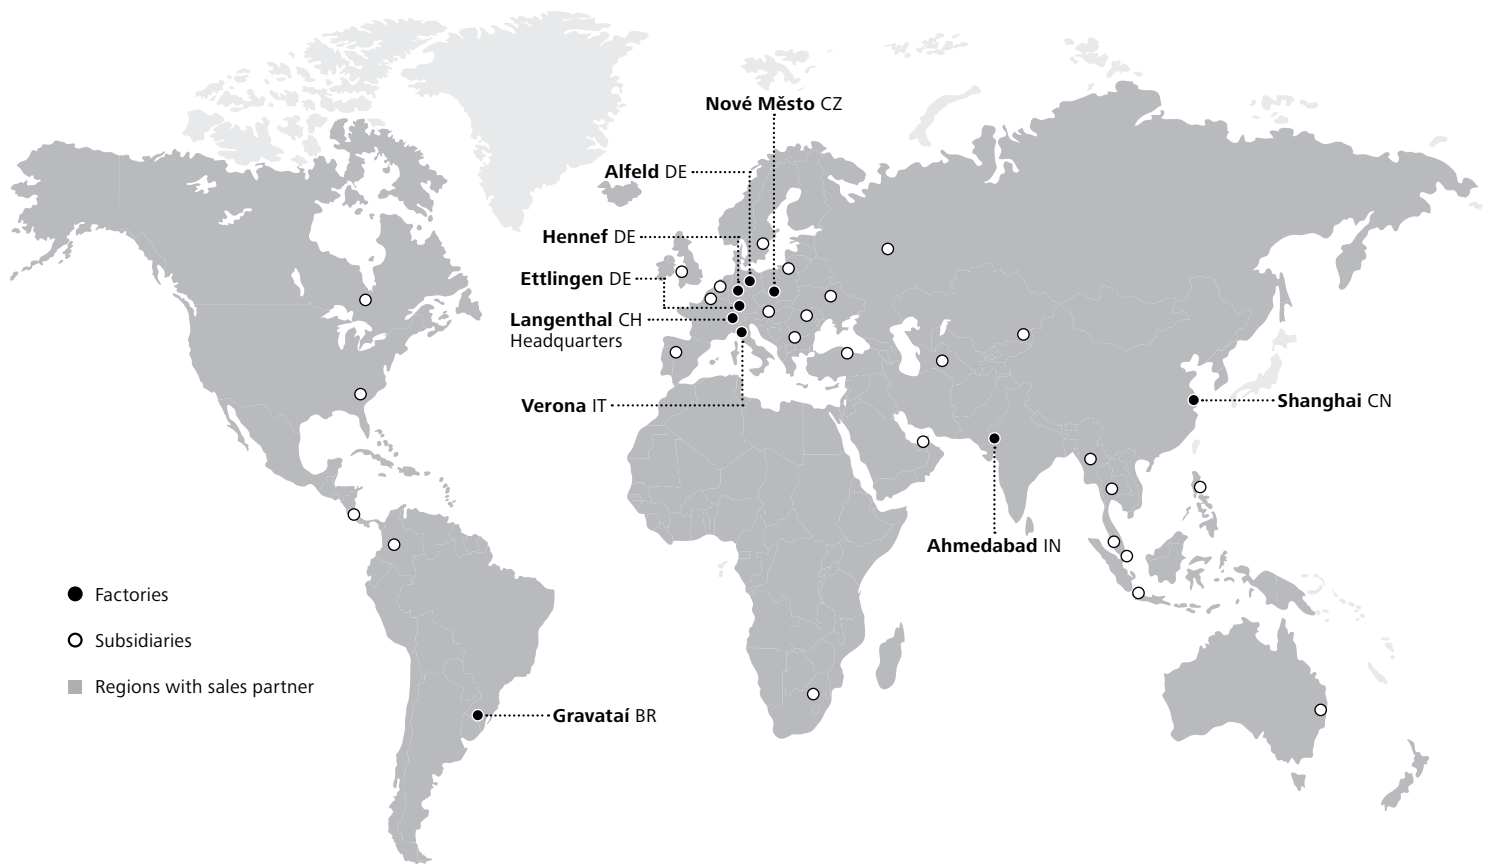 Nové Město CZ
Alfeld DE
Hennef DE
Ettlingen DE
Langenthal CH
Headquarters
Verona IT
Shanghai CN
Ahmedabad IN
Factories
Subsidiaries
Regions with sales partner
Gravataí BR